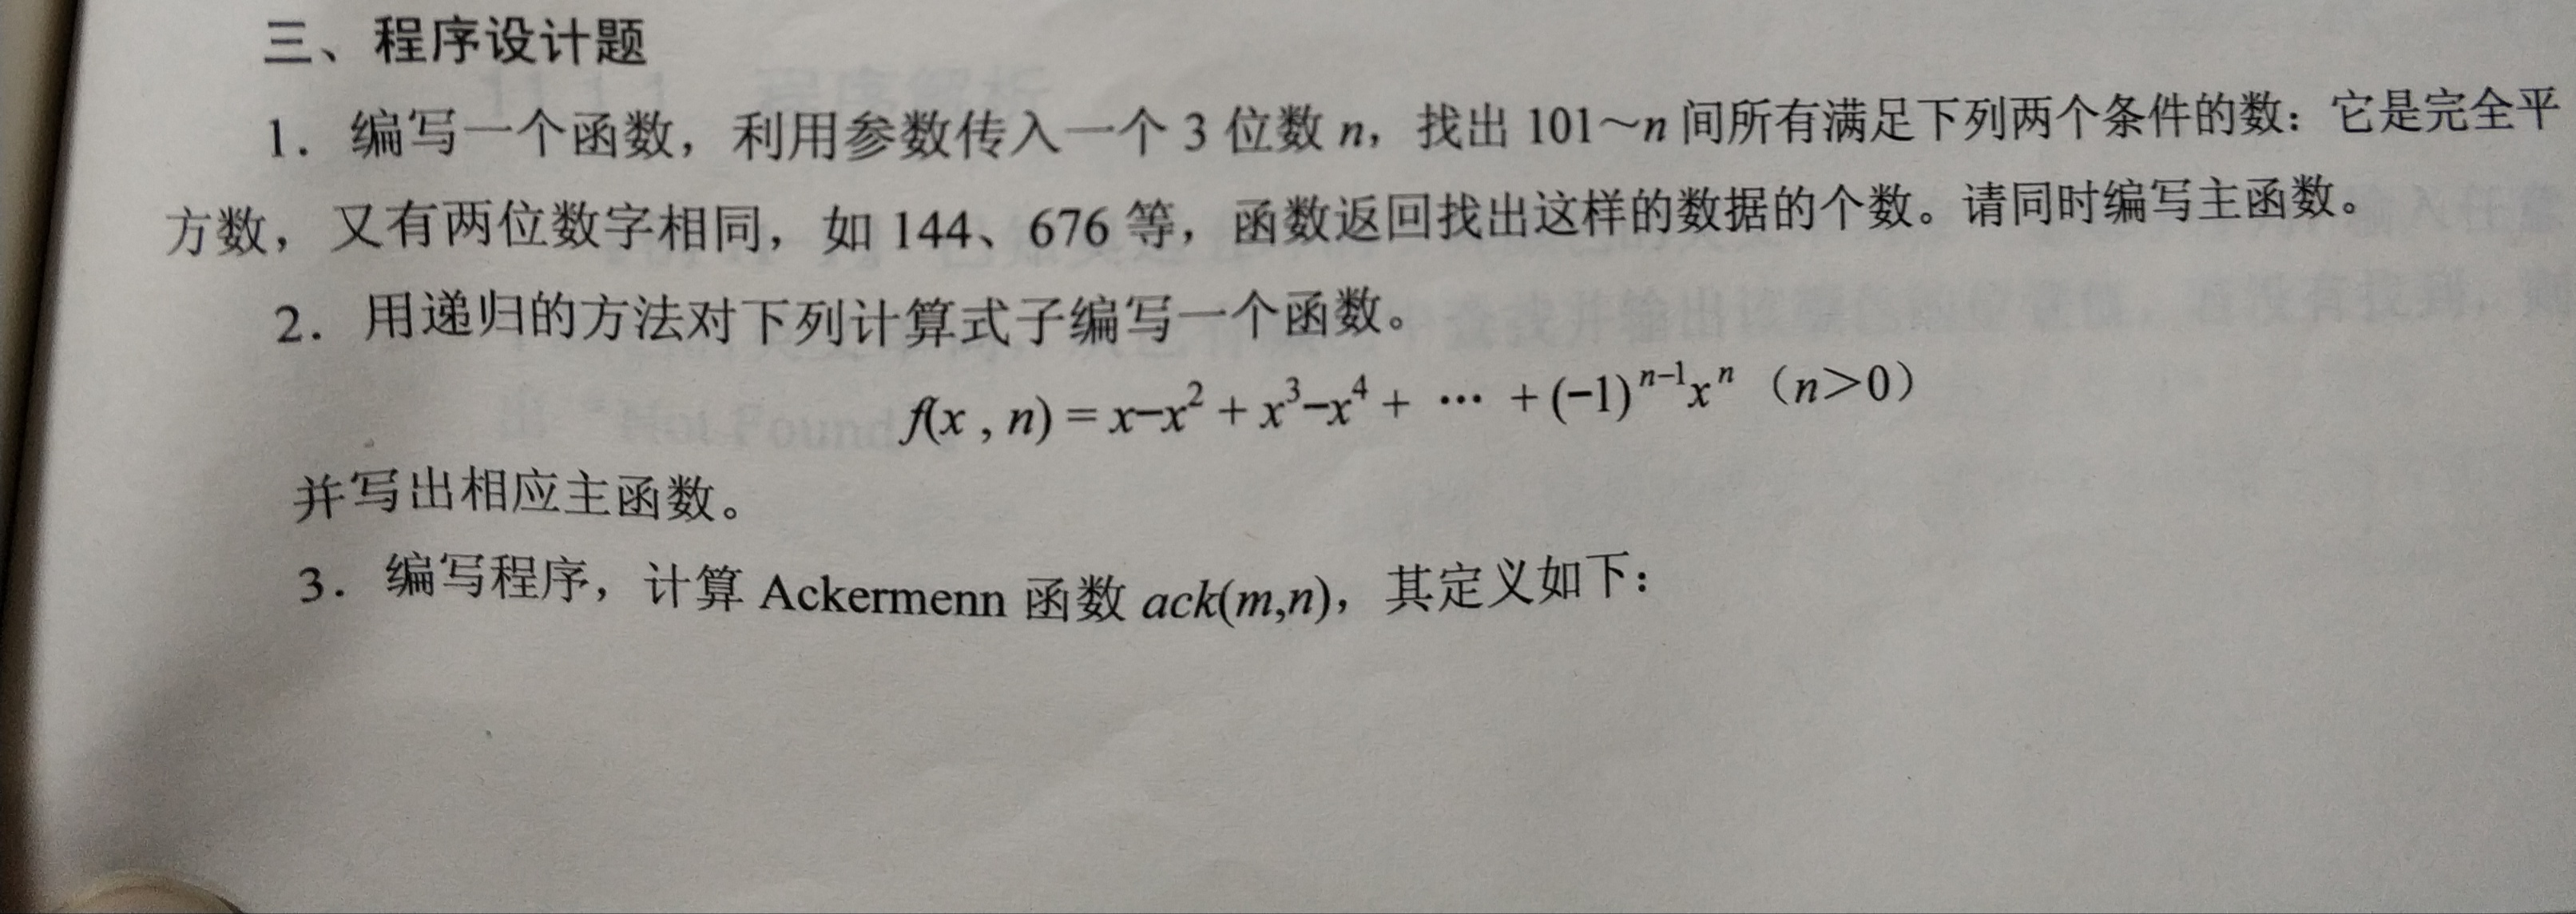 三、程序设计题
1．编写一个函数，利用参数传入一个 3 位数 n，找出 101～n 间所有满足下列两个条件的数：它是完全平
方数，又有两位数字相同，如 144、676 等，函数返回找出这样的数据的个数。请同时编写主函数。
2．用递归的方法对下列计算式子编写一个函数。
f(x , n) = x−x² + x³−x⁴ + ⋯ + (−1)ⁿ⁻¹xⁿ（n>0）
并写出相应主函数。
3．编写程序，计算 Ackermenn 函数 ack(m,n)，其定义如下：